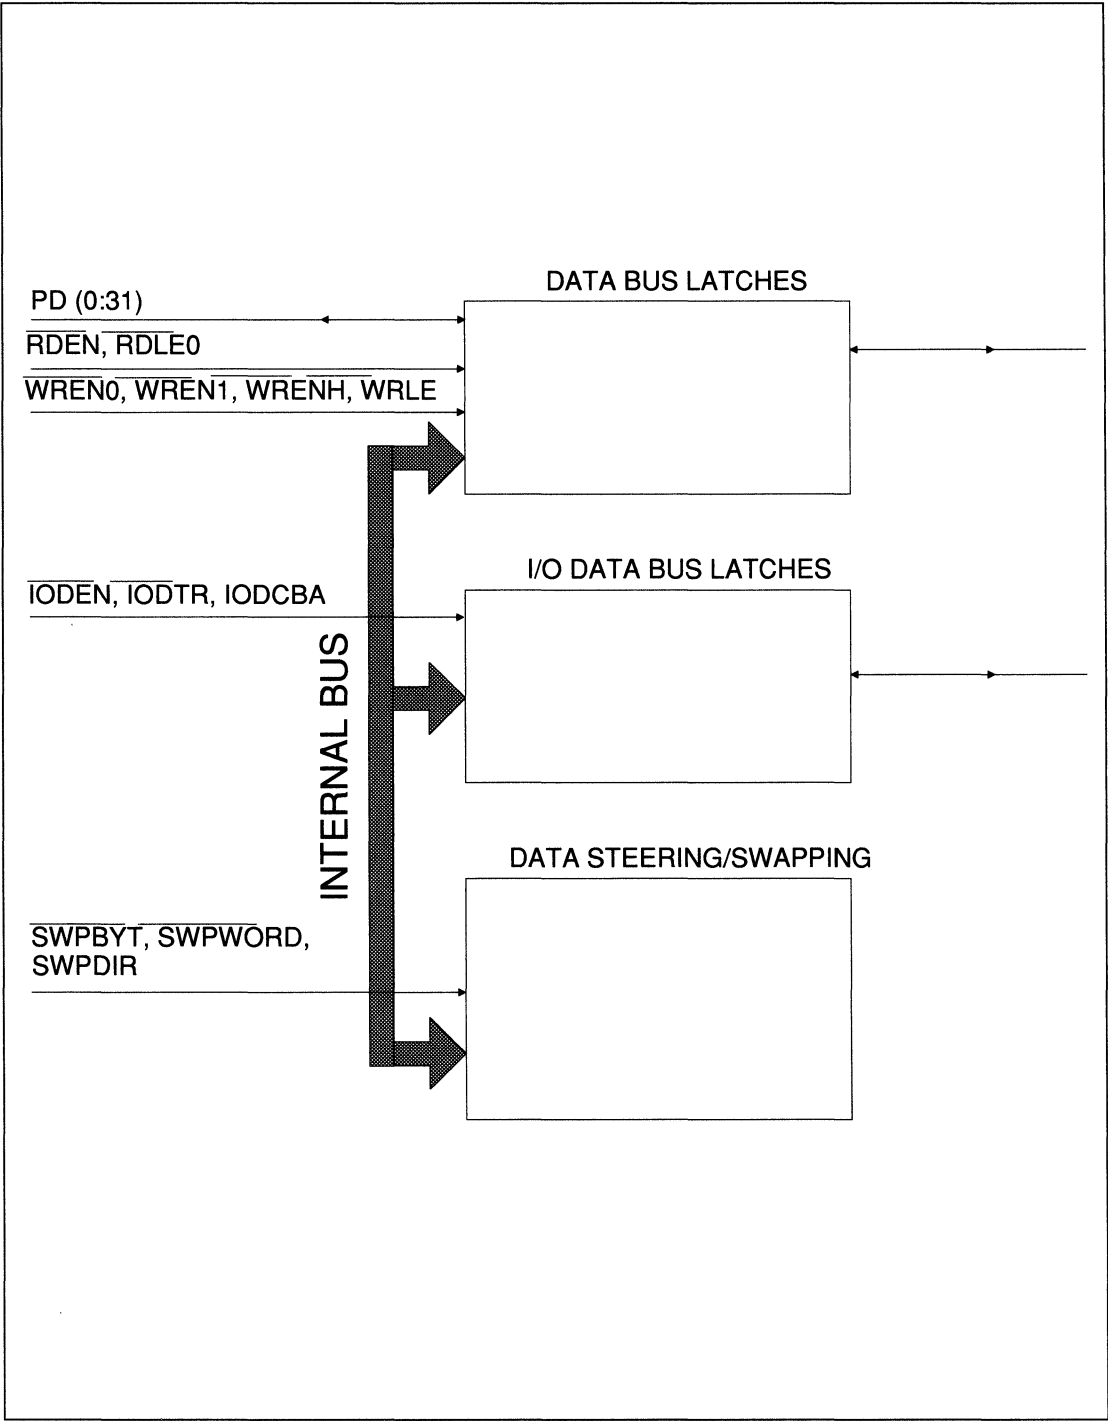 DATA BUS LATCHES
PD (0:31)
RDEN, RDLE0
WREN0, WREN1, WRENH, WRLE
I/O DATA BUS LATCHES
IODEN, IODTR, IODCBA
INTERNAL BUS
DATA STEERING/SWAPPING
SWPBYT, SWPWORD,
SWPDIR